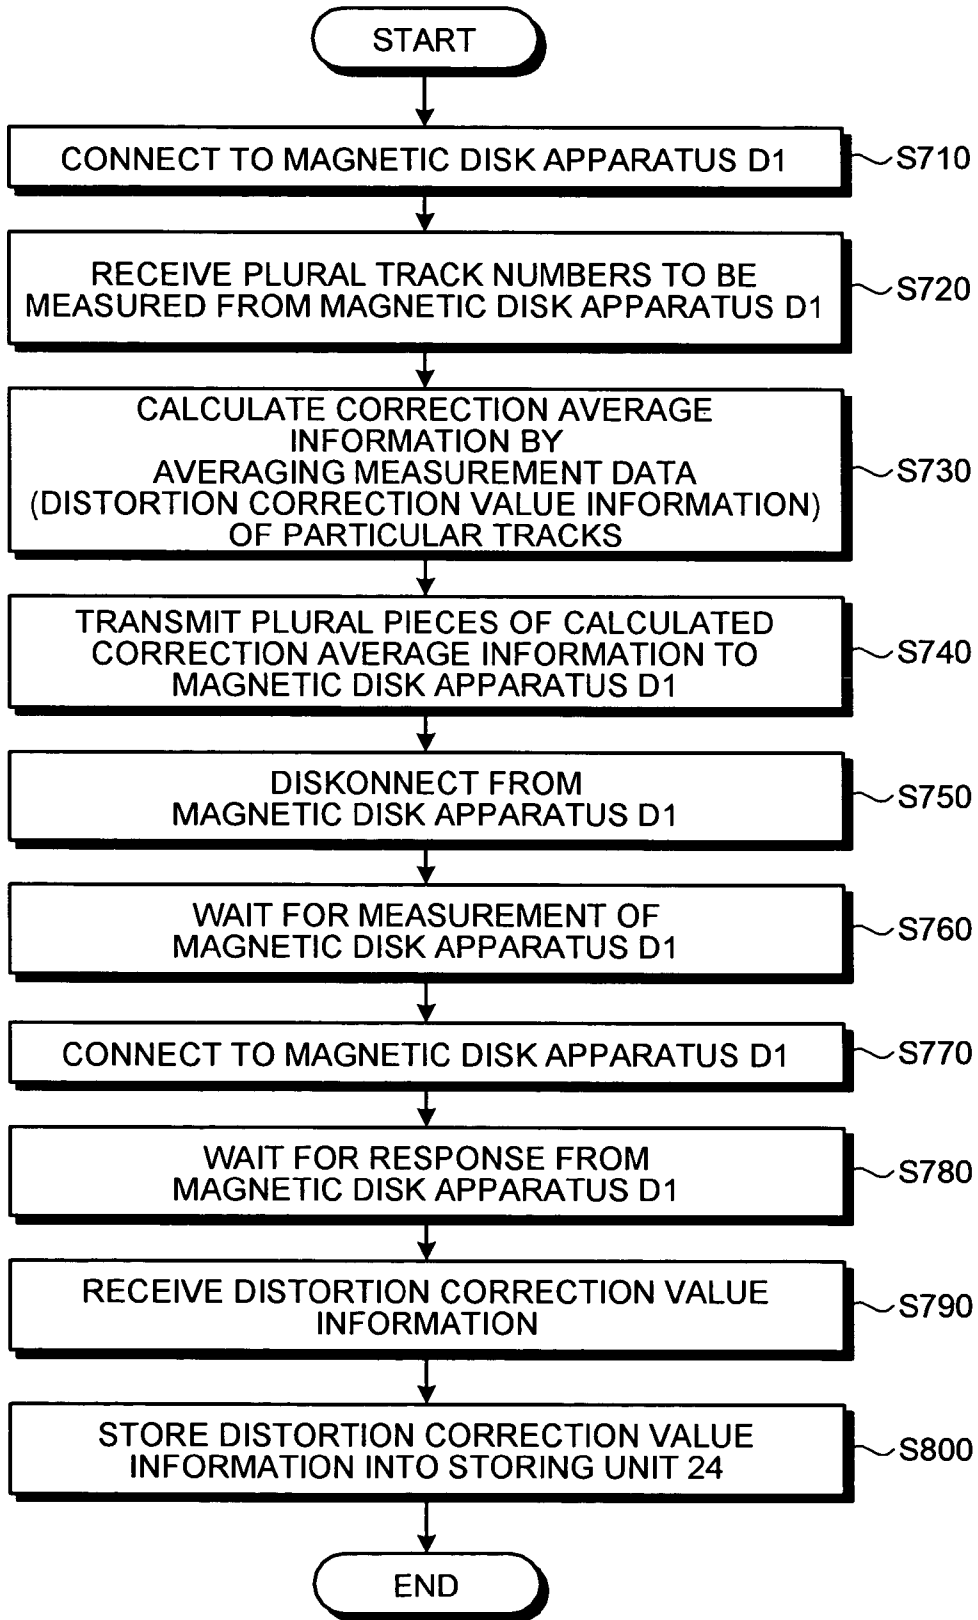 START
CONNECT TO MAGNETIC DISK APPARATUS D1
S710
RECEIVE PLURAL TRACK NUMBERS TO BE
MEASURED FROM MAGNETIC DISK APPARATUS D1
S720
CALCULATE CORRECTION AVERAGE
INFORMATION BY
AVERAGING MEASUREMENT DATA
(DISTORTION CORRECTION VALUE INFORMATION)
OF PARTICULAR TRACKS
S730
TRANSMIT PLURAL PIECES OF CALCULATED
CORRECTION AVERAGE INFORMATION TO
MAGNETIC DISK APPARATUS D1
S740
DISKONNECT FROM
MAGNETIC DISK APPARATUS D1
S750
WAIT FOR MEASUREMENT OF
MAGNETIC DISK APPARATUS D1
S760
CONNECT TO MAGNETIC DISK APPARATUS D1
S770
WAIT FOR RESPONSE FROM
MAGNETIC DISK APPARATUS D1
S780
RECEIVE DISTORTION CORRECTION VALUE
INFORMATION
S790
STORE DISTORTION CORRECTION VALUE
INFORMATION INTO STORING UNIT 24
S800
END